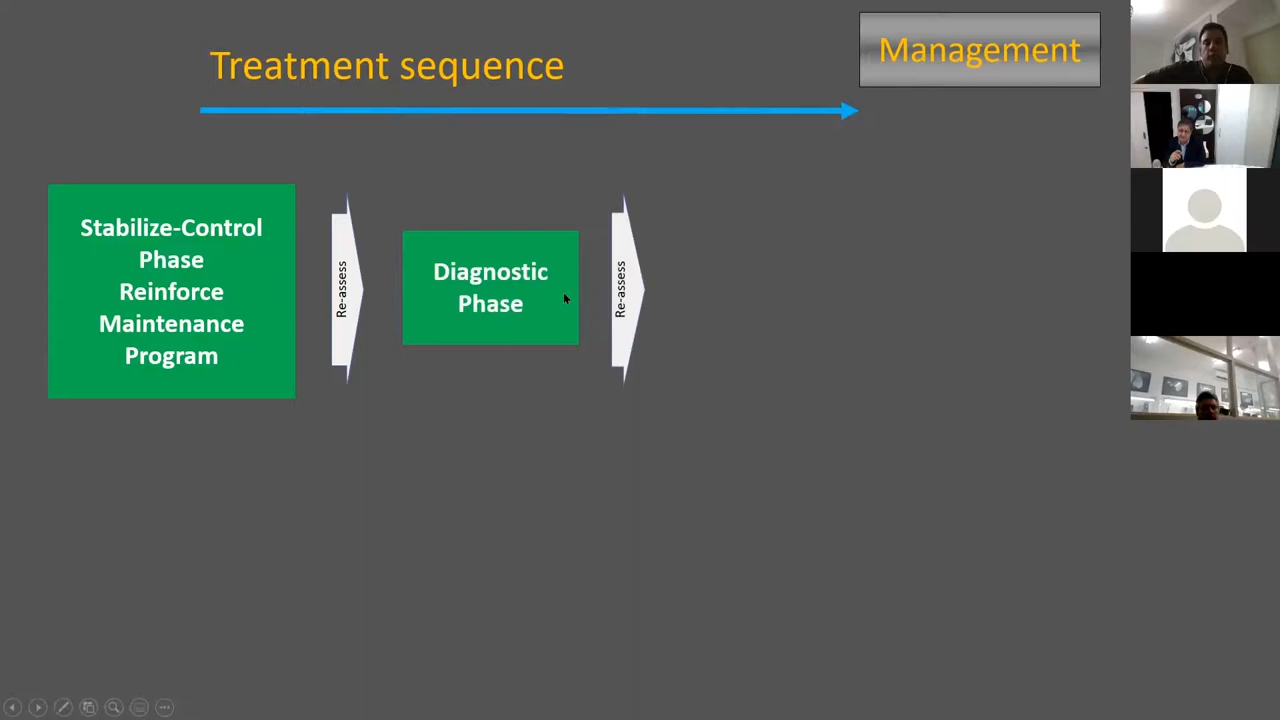 Treatment sequence
Management
Stabilize-Control
Phase
Reinforce
Maintenance
Program
Re-assess
Diagnostic
Phase
Re-assess